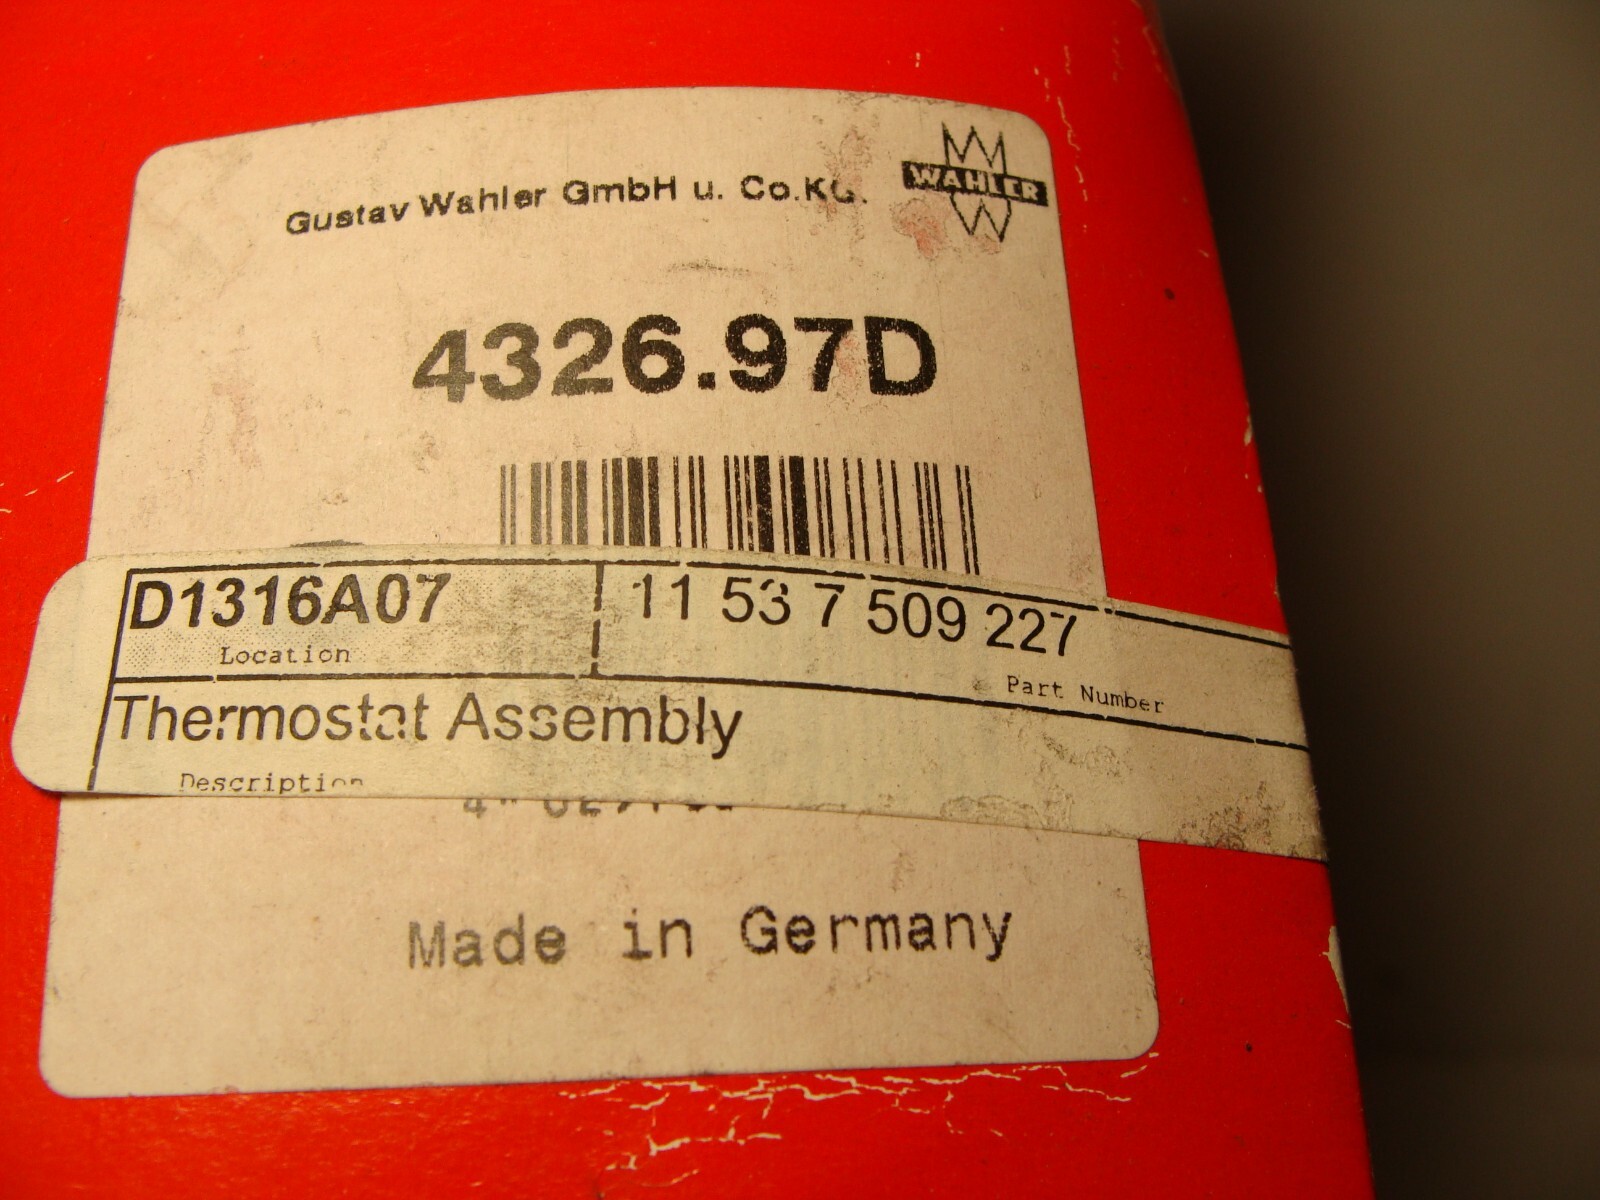 Gustav Wahler GmbH u. Co.KG.
WAHLER
4326.97D
D1316A07
11 53 7 509 227
Location
Part Number
Thermostat Assembly
Description
Made in Germany